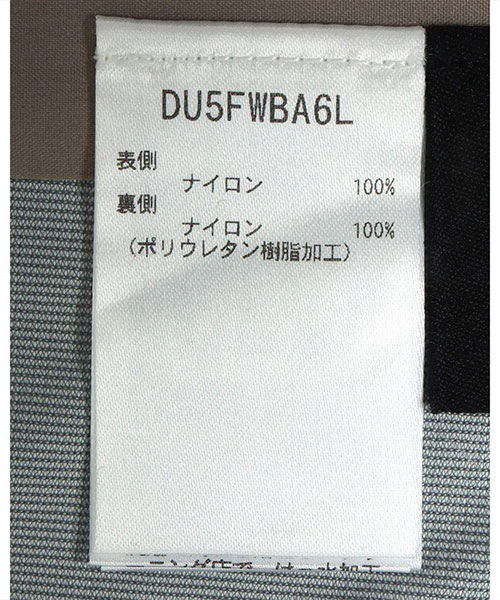 DU5FWBA6L
表側
ナイロン 100%
裏側
ナイロン 100%
（ポリウレタン樹脂加工）